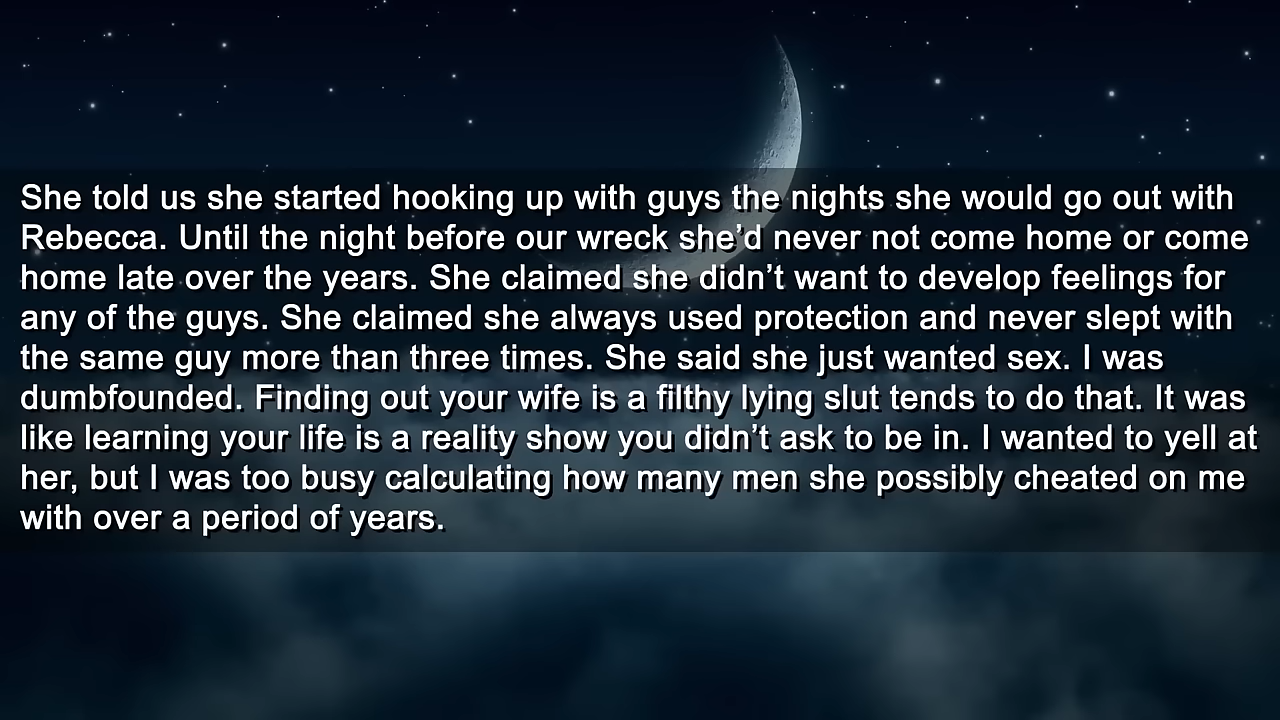 She told us she started hooking up with guys the nights she would go out with
Rebecca. Until the night before our wreck she’d never not come home or come
home late over the years. She claimed she didn’t want to develop feelings for
any of the guys. She claimed she always used protection and never slept with
the same guy more than three times. She said she just wanted sex. I was
dumbfounded. Finding out your wife is a filthy lying slut tends to do that. It was
like learning your life is a reality show you didn’t ask to be in. I wanted to yell at
her, but I was too busy calculating how many men she possibly cheated on me
with over a period of years.